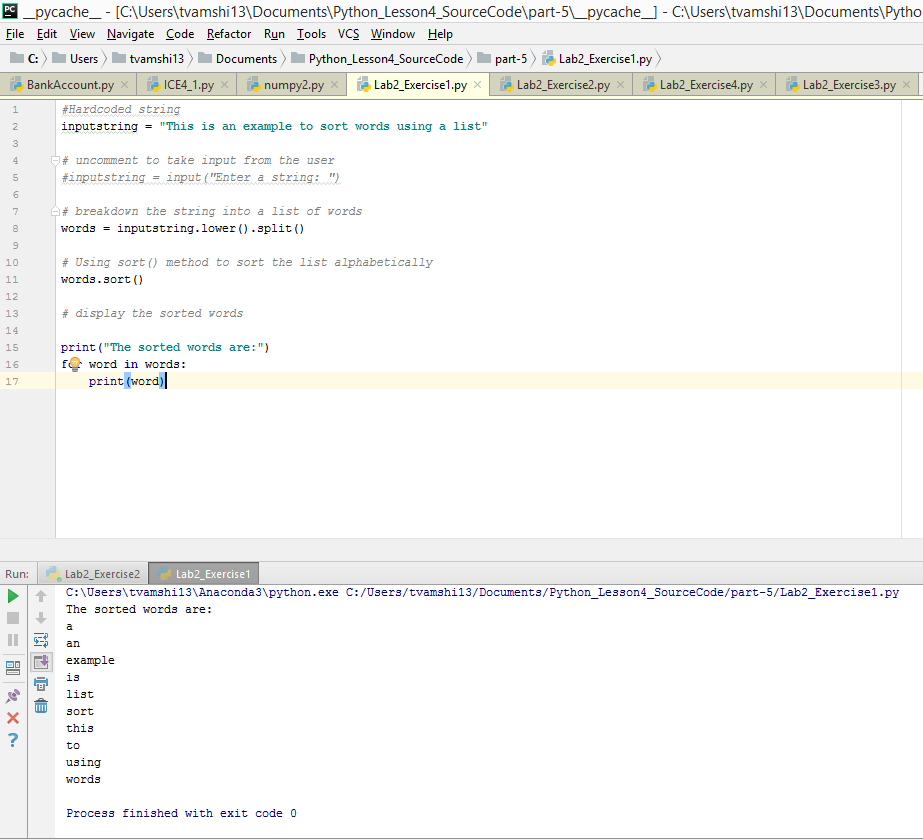 PC __pycache__ - [C:\Users\tvamshi13\Documents\Python_Lesson4_SourceCode\part-5\__pycache__] - C:\Users\tvamshi13\Documents\Pytho
File Edit View Navigate Code Refactor Run Tools VCS Window Help
C: Users tvamshi13 Documents Python_Lesson4_SourceCode part-5 Lab2_Exercise1.py
BankAccount.py ICE4_1.py numpy2.py Lab2_Exercise1.py Lab2_Exercise2.py Lab2_Exercise4.py Lab2_Exercise3.py
1 #Hardcoded string
2 inputstring = "This is an example to sort words using a list"
3
4 # uncomment to take input from the user
5 #inputstring = input("Enter a string: ")
6
7 # breakdown the string into a list of words
8 words = inputstring.lower().split()
9
10 # Using sort() method to sort the list alphabetically
11 words.sort()
12
13 # display the sorted words
14
15 print("The sorted words are:")
16 for word in words:
17 print(word)
Run: Lab2_Exercise2 Lab2_Exercise1
C:\Users\tvamshi13\Anaconda3\python.exe C:/Users/tvamshi13/Documents/Python_Lesson4_SourceCode/part-5/Lab2_Exercise1.py
The sorted words are:
a
an
example
is
list
sort
this
to
using
words
Process finished with exit code 0